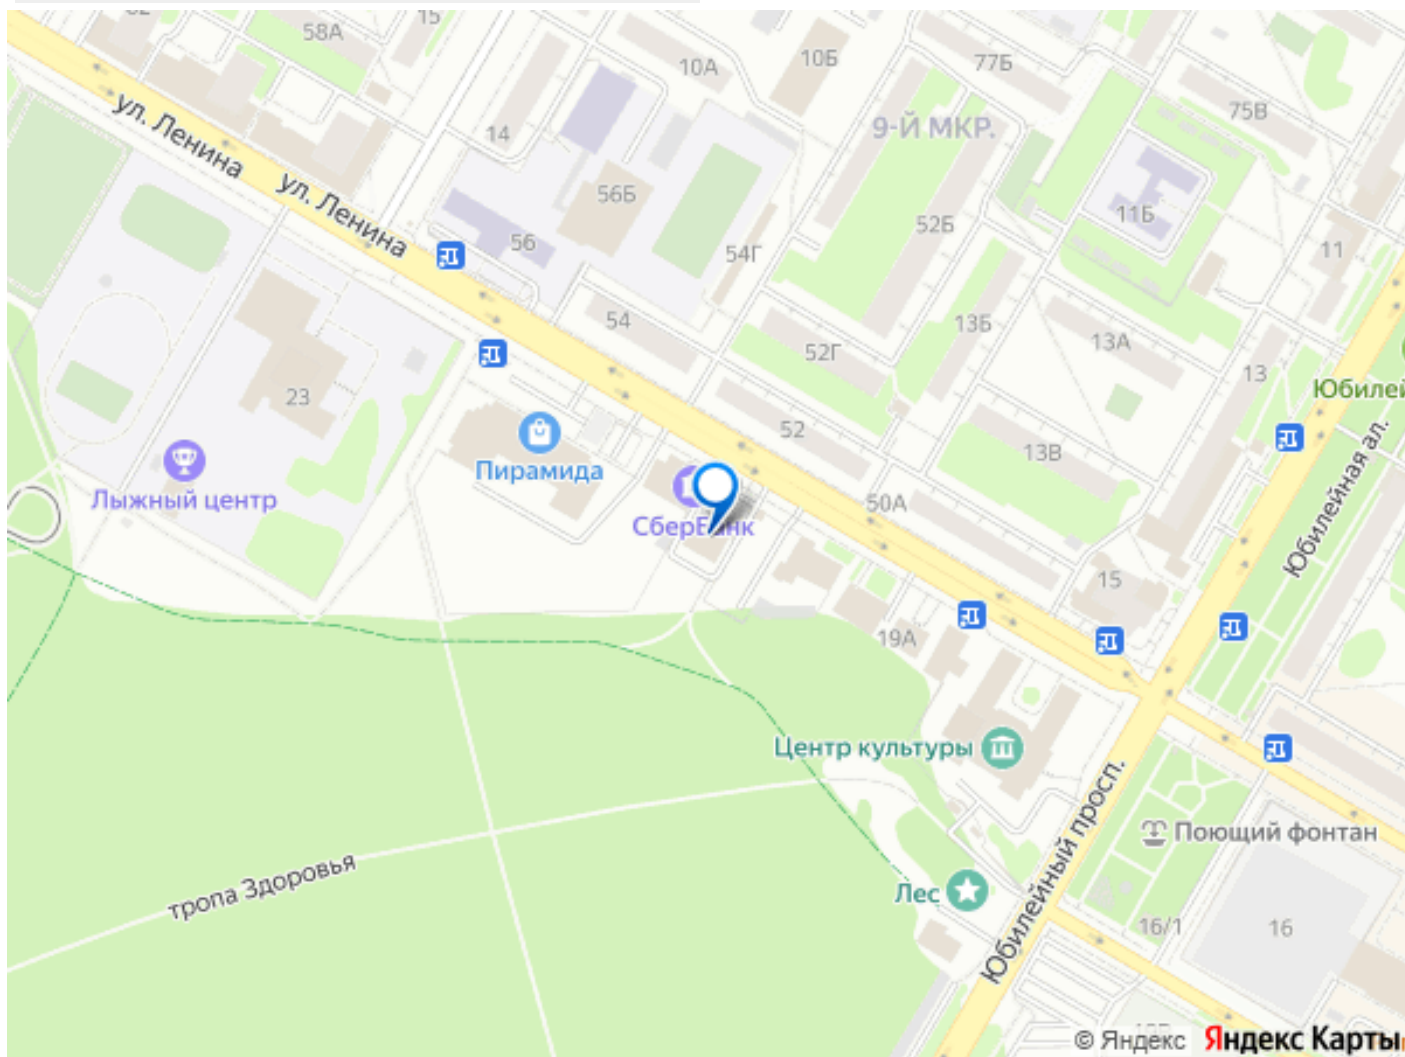 15
58А
10А
10Б
77Б
75В
ул. Ленина
14
9-Й МКР.
ул. Ленина
56Б
11Б
52Б
56
54Г
11
54
13Б
52Г
13А
13
23
Юбилей
Пирамида
52
13В
Лыжный центр
СберБанк
50А
Юбилейная ал.
15
19А
Центр культуры
Юбилейный просп.
Поющий фонтан
тропа Здоровья
Лес
16/1
16
© Яндекс Яндекс Карты